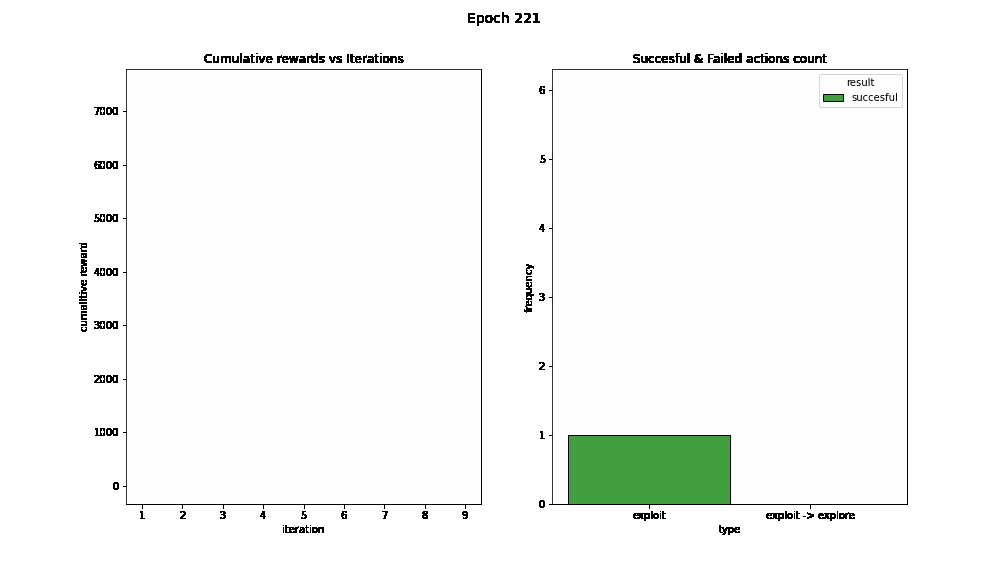 Epoch 221
Cumulative rewards vs Iterations
7000
6000
5000
4000
3000
2000
1000
0
cumalitive reward
1 2 3 4 5 6 7 8 9
iteration
Succesful & Failed actions count
result
succesful
6
5
4
3
2
1
0
frequency
exploit exploit -> explore
type